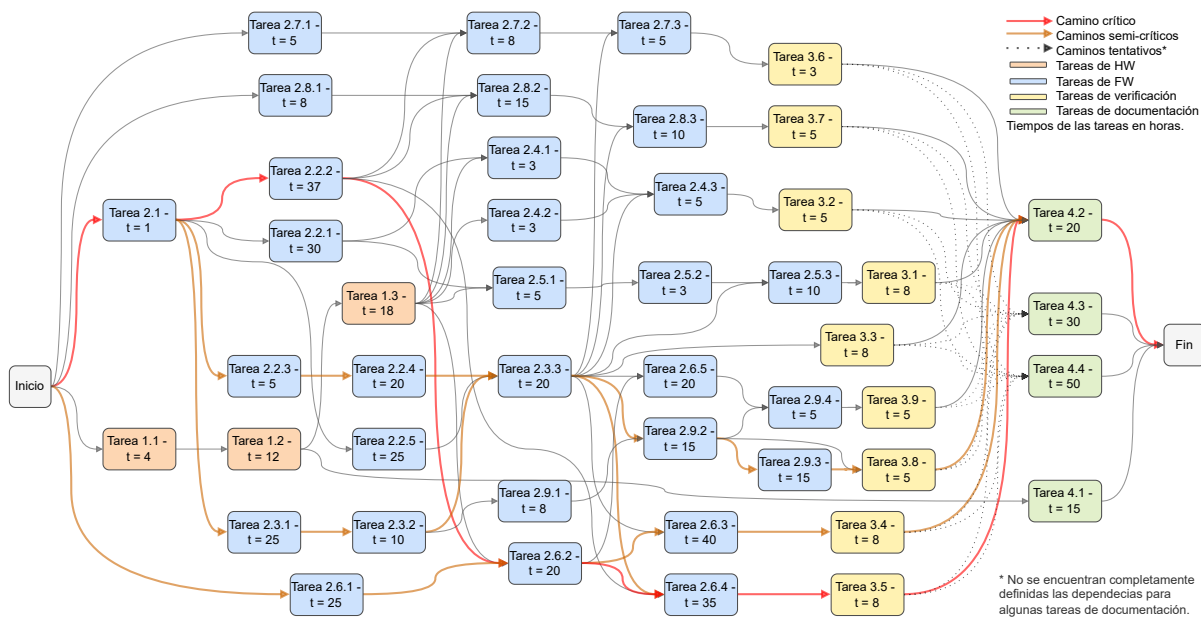 Tarea 2.7.1 -
t = 5
Tarea 2.7.2 -
t = 8
Tarea 2.7.3 -
t = 5
Tarea 3.6 -
t = 3
Camino crítico
Caminos semi-críticos
Caminos tentativos*
Tareas de HW
Tareas de FW
Tareas de verificación
Tareas de documentación
Tiempos de las tareas en horas.
Tarea 2.8.1 -
t = 8
Tarea 2.8.2 -
t = 15
Tarea 2.8.3 -
t = 10
Tarea 3.7 -
t = 5
Tarea 2.2.2 -
t = 37
Tarea 2.4.1 -
t = 3
Tarea 2.4.3 -
t = 5
Tarea 3.2 -
t = 5
Tarea 2.1 -
t = 1
Tarea 2.2.1 -
t = 30
Tarea 2.4.2 -
t = 3
Tarea 4.2 -
t = 20
Tarea 1.3 -
t = 18
Tarea 2.5.1 -
t = 5
Tarea 2.5.2 -
t = 3
Tarea 2.5.3 -
t = 10
Tarea 3.1 -
t = 8
Tarea 4.3 -
t = 30
Tarea 3.3 -
t = 8
Fin
Inicio
Tarea 2.2.3 -
t = 5
Tarea 2.2.4 -
t = 20
Tarea 2.3.3 -
t = 20
Tarea 2.6.5 -
t = 20
Tarea 4.4 -
t = 50
Tarea 2.9.4 -
t = 5
Tarea 3.9 -
t = 5
Tarea 1.1 -
t = 4
Tarea 1.2 -
t = 12
Tarea 2.2.5 -
t = 25
Tarea 2.9.2 -
t = 15
Tarea 2.9.3 -
t = 15
Tarea 3.8 -
t = 5
Tarea 2.9.1 -
t = 8
Tarea 4.1 -
t = 15
Tarea 2.3.1 -
t = 25
Tarea 2.3.2 -
t = 10
Tarea 2.6.3 -
t = 40
Tarea 3.4 -
t = 8
Tarea 2.6.2 -
t = 20
Tarea 2.6.1 -
t = 25
Tarea 2.6.4 -
t = 35
Tarea 3.5 -
t = 8
* No se encuentran completamente
definidas las dependecias para
algunas tareas de documentación.